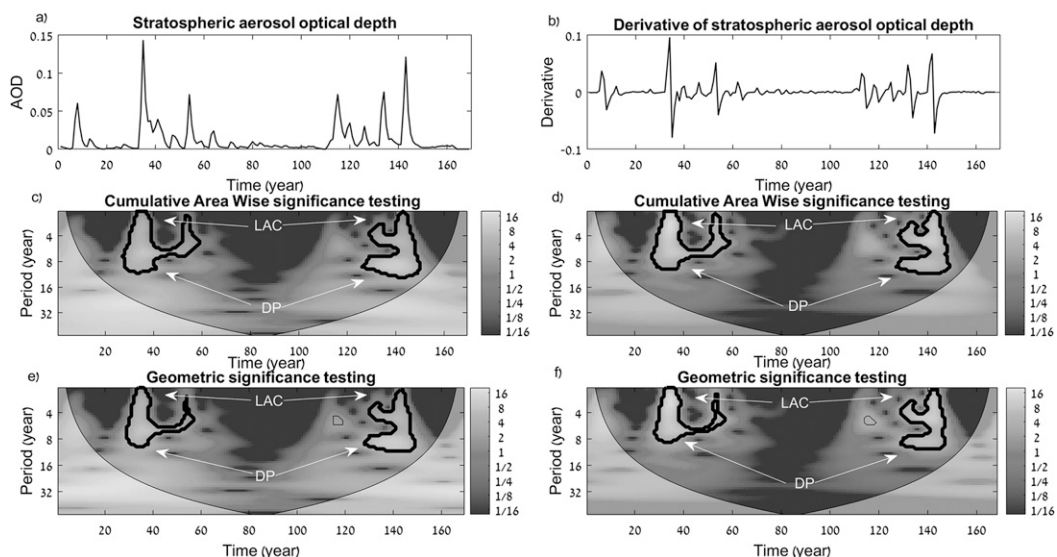 a)
Stratospheric aerosol optical depth
0.15
0.1
0.05
0
AOD
0 20 40 60 80 100 120 140 160
Time (year)
b)
Derivative of stratospheric aerosol optical depth
0.1
0
-0.1
Derivative
0 20 40 60 80 100 120 140 160
Time (year)
c)
Cumulative Area Wise significance testing
LAC
DP
4
8
16
32
Period (year)
20 40 60 80 100 120 140 160
Time (year)
16
8
4
2
1
1/2
1/4
1/8
1/16
d)
Cumulative Area Wise significance testing
LAC
DP
4
8
16
32
Period (year)
20 40 60 80 100 120 140 160
Time (year)
16
8
4
2
1
1/2
1/4
1/8
1/16
e)
Geometric significance testing
LAC
DP
4
8
16
32
Period (year)
20 40 60 80 100 120 140 160
Time (year)
16
8
4
2
1
1/2
1/4
1/8
1/16
f)
Geometric significance testing
LAC
DP
4
8
16
32
Period (year)
20 40 60 80 100 120 140 160
Time (year)
16
8
4
2
1
1/2
1/4
1/8
1/16